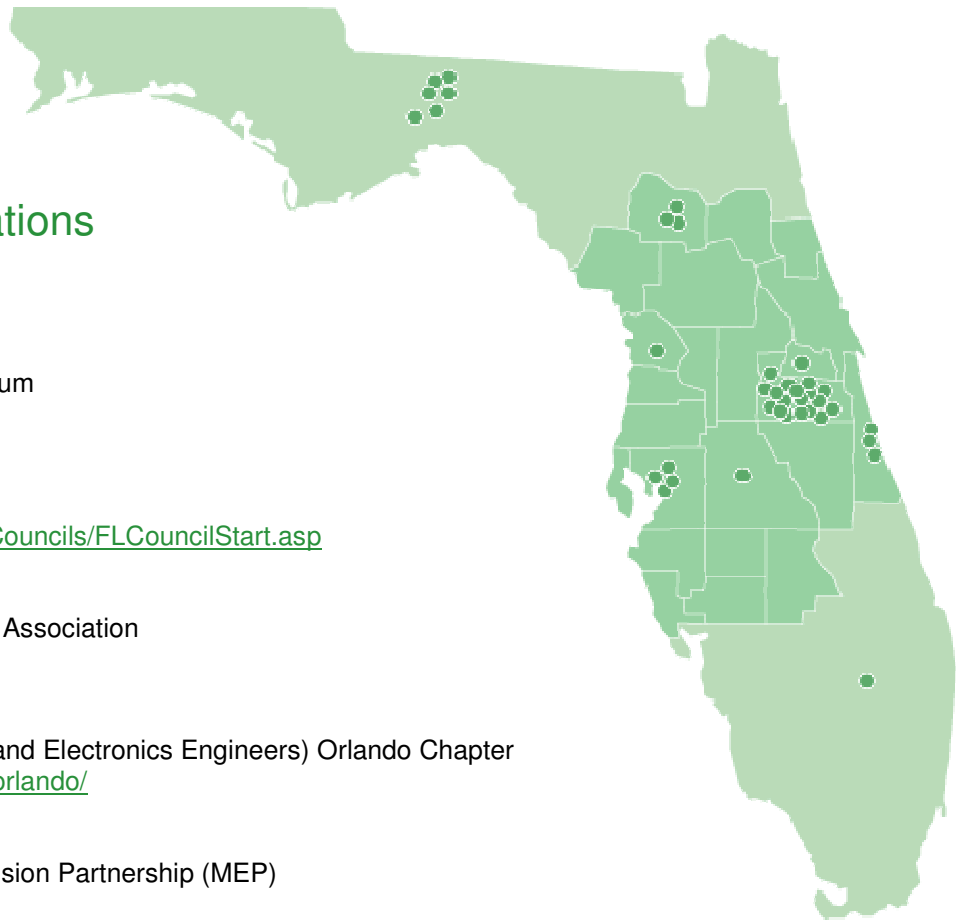 ations
um
Councils/FLCouncilStart.asp
Association
and Electronics Engineers) Orlando Chapter
orlando/
sion Partnership (MEP)